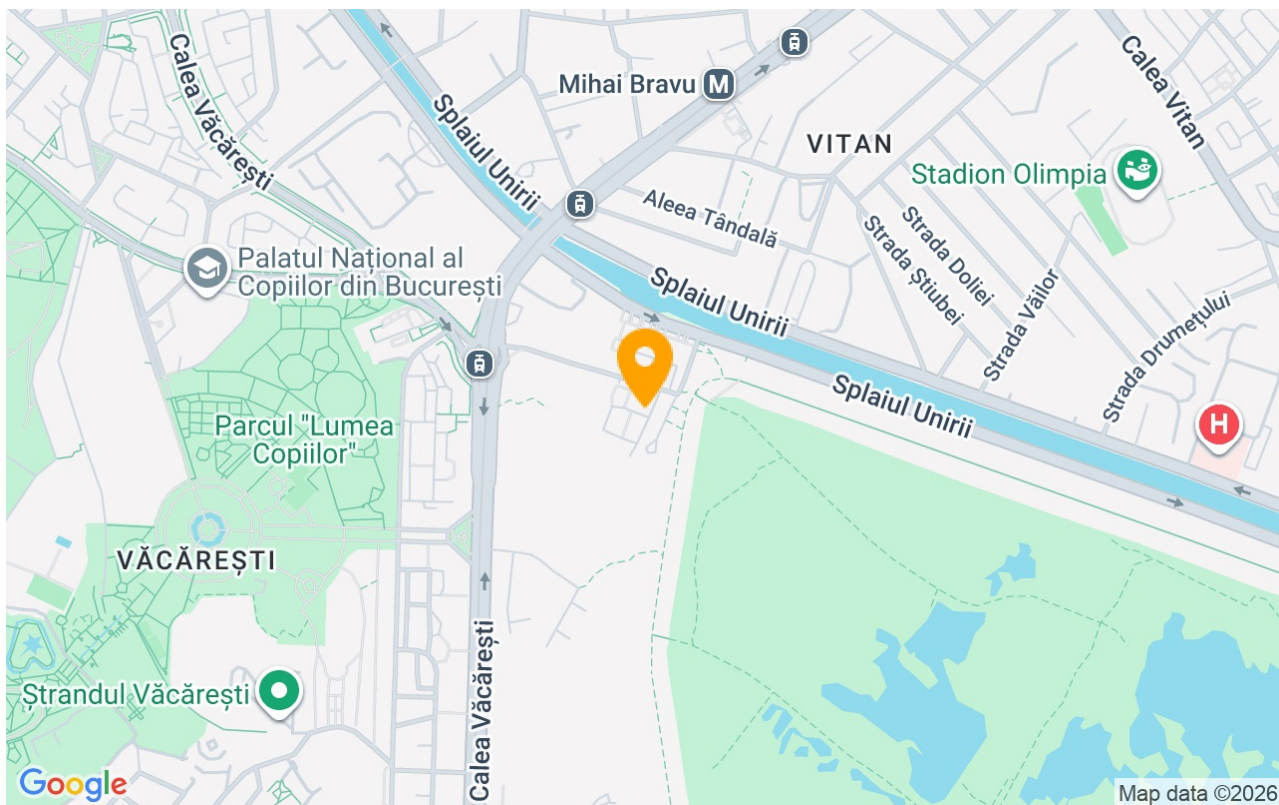 Calea Văcărești
Splaiul Unirii
Mihai Bravu M
VITAN
Calea Vitan
Stadion Olimpia
Aleea Tândală
Strada Doliei
Strada Știubei
Palatul Național al
Copiilor din București
Splaiul Unirii
Strada Văilor
Strada Drumețului
Splaiul Unirii
H
Parcul "Lumea
Copiilor"
VĂCĂREȘTI
Ștrandul Văcărești
Calea Văcărești
Google
Map data ©2026